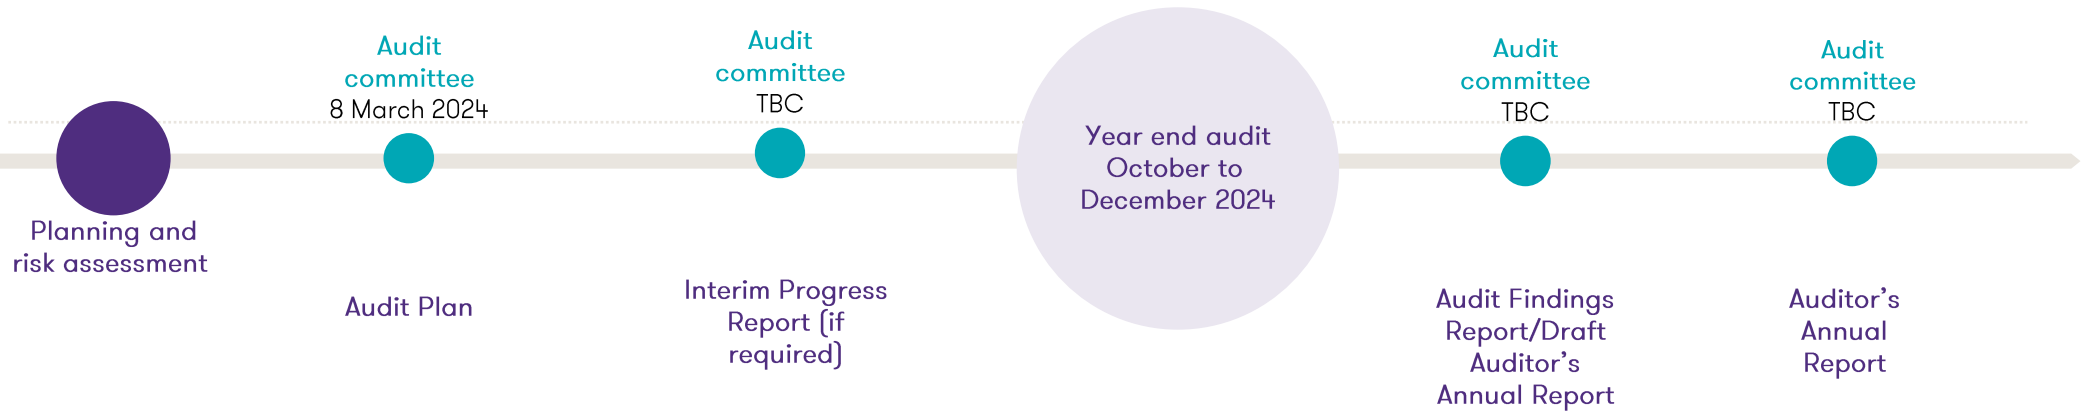 Planning and
risk assessment
Audit
committee
8 March 2024
Audit Plan
Audit
committee
TBC
Interim Progress
Report (if
required)
Year end audit
October to
December 2024
Audit
committee
TBC
Audit Findings
Report/Draft
Auditor’s
Annual Report
Audit
committee
TBC
Auditor’s
Annual
Report